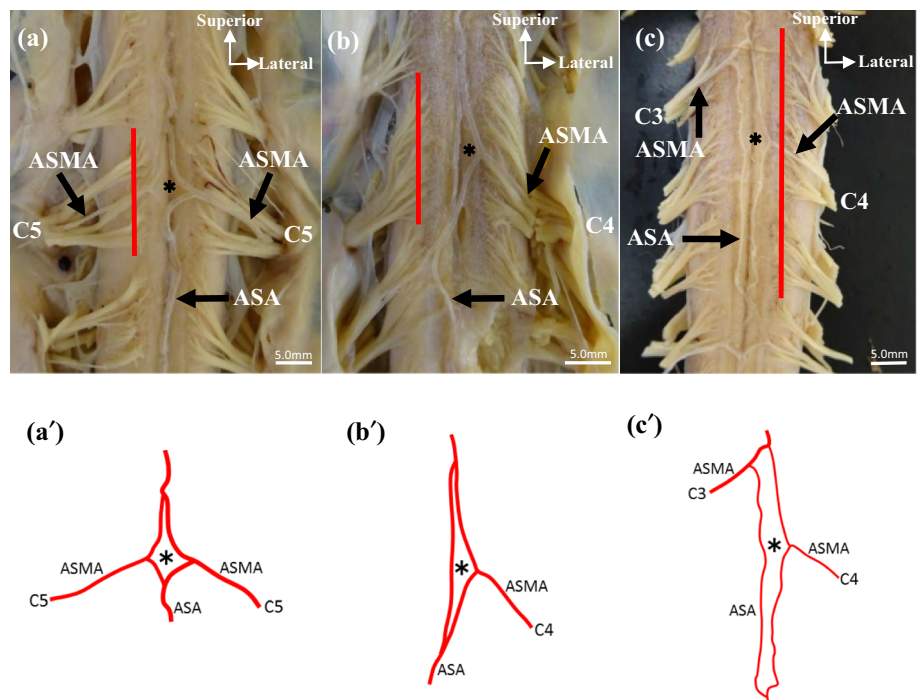 (a)
Superior
Lateral
ASMA
*
ASMA
C5
C5
ASA
5.0mm
(b)
Superior
Lateral
*
ASMA
C4
ASA
5.0mm
(c)
Superior
Lateral
C3
ASMA
*
ASMA
C4
ASA
5.0mm
(a′)
ASMA
*
ASMA
C5
ASA
C5
(b′)
*
ASMA
C4
ASA
(c′)
ASMA
C3
*
ASMA
C4
ASA